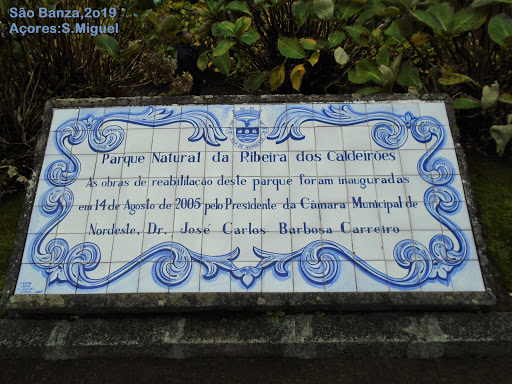 São Banza,2o19
Açores:S.Miguel
Parque Natural da Ribeira dos Caldeirões
As obras de reabilitação deste parque foram inauguradas
em 14 de Agosto de 2005 pelo Presidente da Câmara Municipal de
Nordeste, Dr. José Carlos Barbosa Carreiro